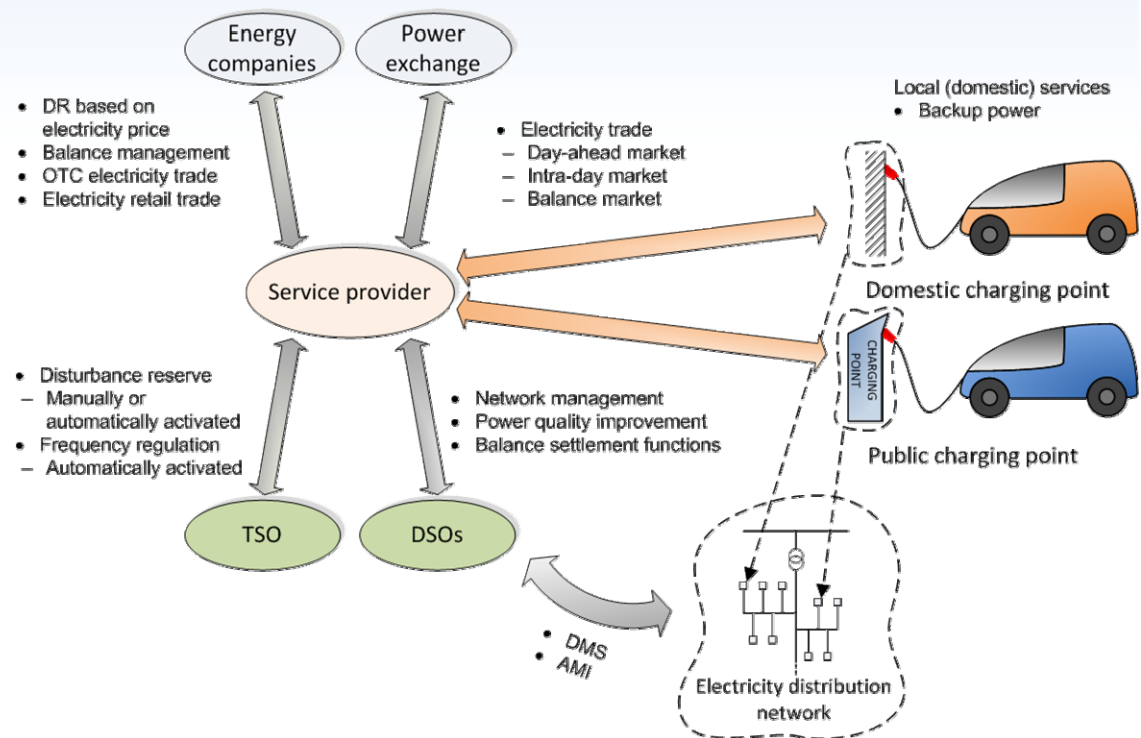 Energy
companies
Power
exchange
• DR based on
electricity price
• Balance management
• OTC electricity trade
• Electricity retail trade
• Electricity trade
– Day-ahead market
– Intra-day market
– Balance market
Local (domestic) services
• Backup power
Service provider
Domestic charging point
CHARGING
POINT
Public charging point
• Disturbance reserve
– Manually or
automatically activated
• Frequency regulation
– Automatically activated
• Network management
• Power quality improvement
• Balance settlement functions
TSO
DSOs
• DMS
• AMI
Electricity distribution
network